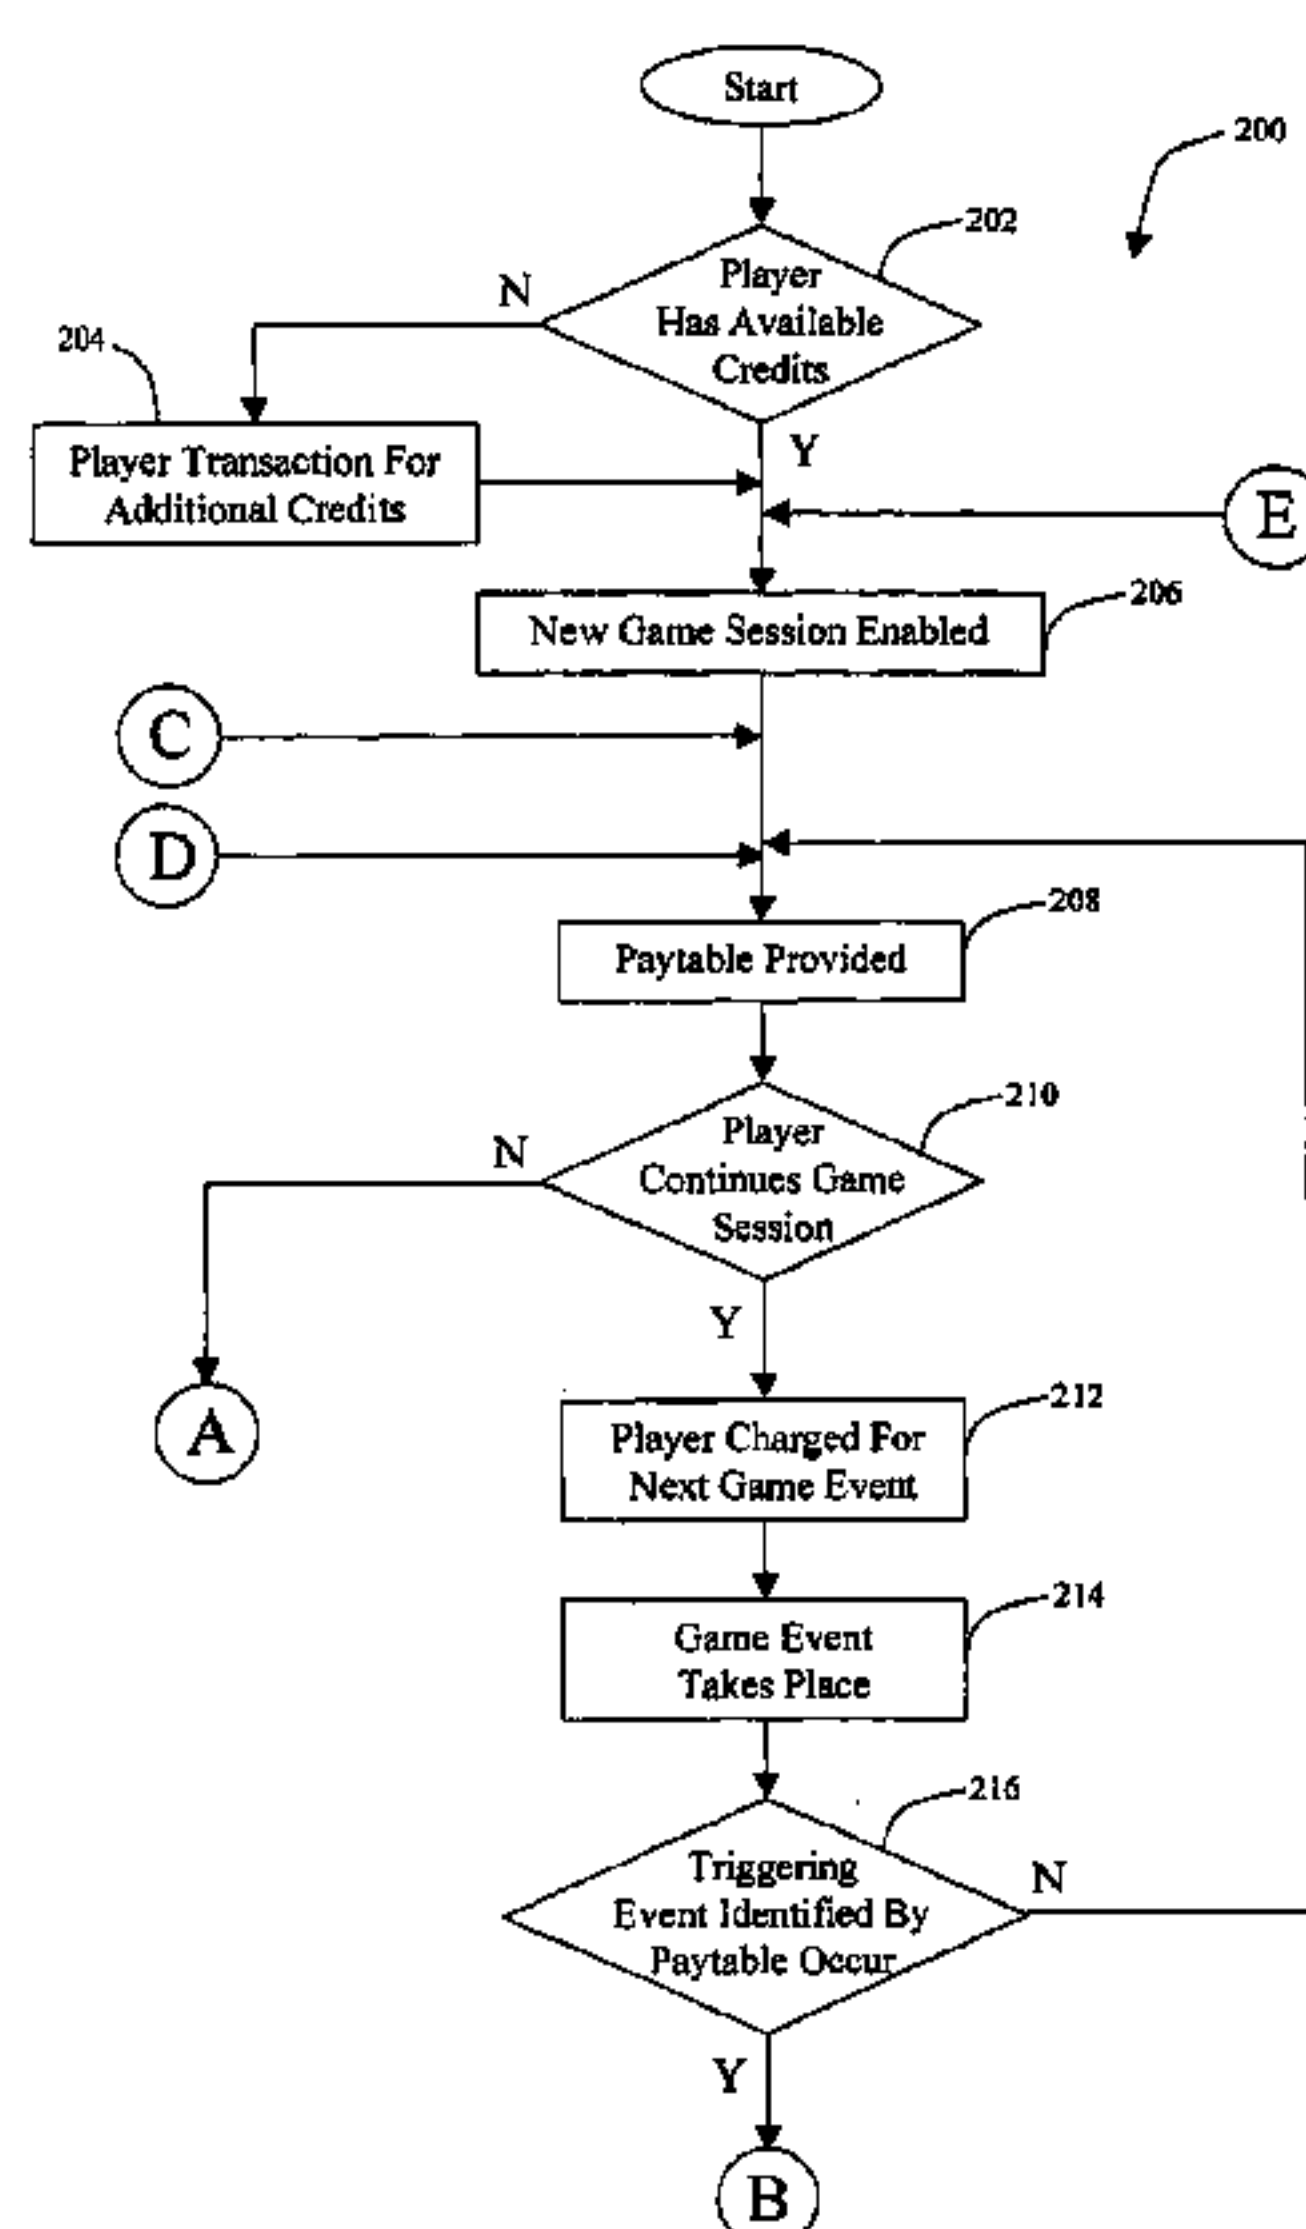 Start
200
202
Player
Has Available
Credits
N
204
Player Transaction For
Additional Credits
Y
E
206
New Game Session Enabled
C
D
208
Paytable Provided
210
Player
Continues Game
Session
N
Y
A
212
Player Charged For
Next Game Event
214
Game Event
Takes Place
216
Triggering
Event Identified By
Paytable Occur
N
Y
B